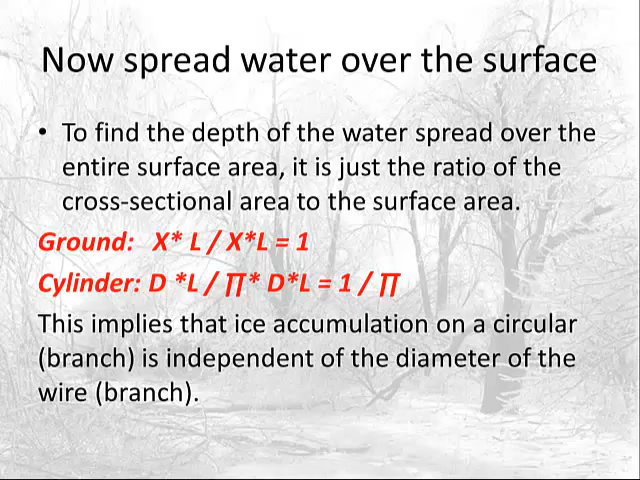 Now spread water over the surface
• To find the depth of the water spread over the
entire surface area, it is just the ratio of the
cross-sectional area to the surface area.
Ground: X* L / X*L = 1
Cylinder: D *L / ∏* D*L = 1 / ∏
This implies that ice accumulation on a circular
(branch) is independent of the diameter of the
wire (branch).